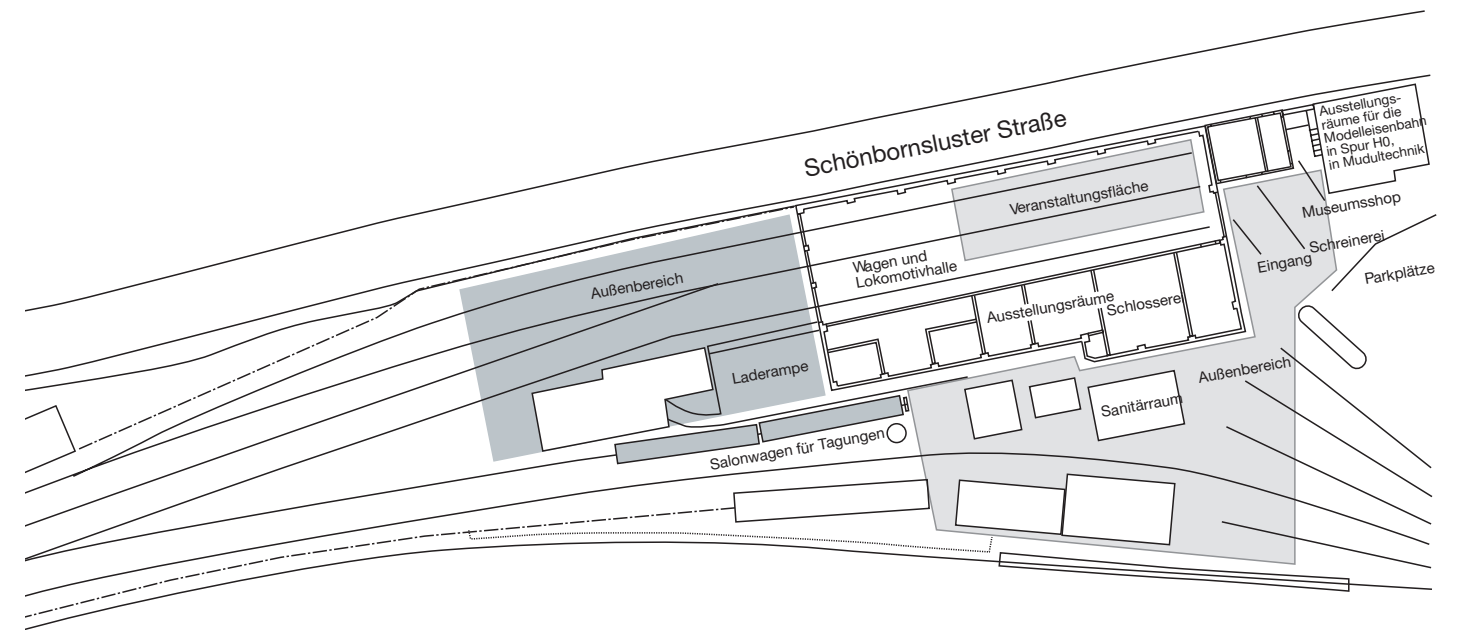 Schönbornsluster Straße
Ausstellungs-
räume für die
Modelleisenbahn
in Spur H0,
in Mudultechnik
Veranstaltungsfläche
Museumsshop
Schreinerei
Eingang
Parkplätze
Wagen und
Lokomotivhalle
Außenbereich
Ausstellungsräume
Schlosserei
Laderampe
Außenbereich
Sanitärraum
Salonwagen für Tagungen